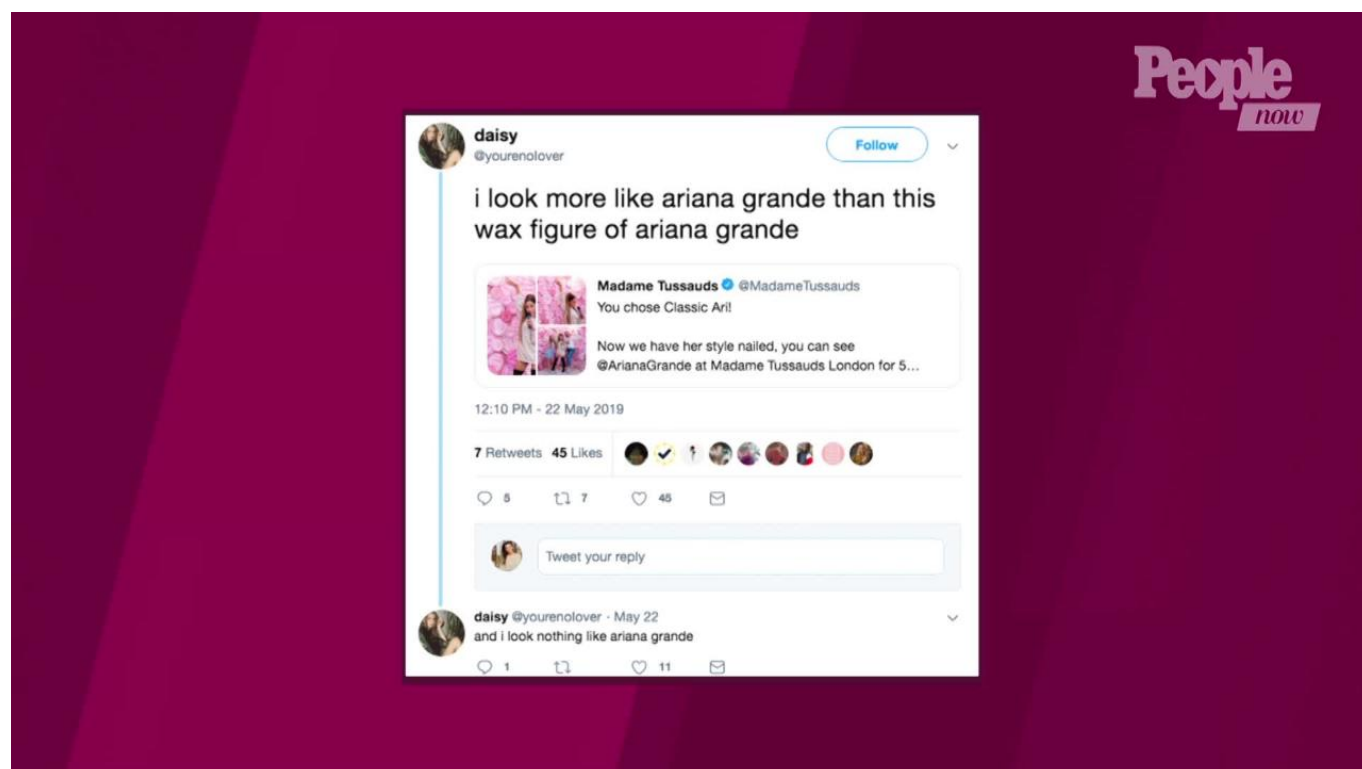 People
now
daisy
@yourenolover
Follow
i look more like ariana grande than this
wax figure of ariana grande
Madame Tussauds @MadameTussauds
You chose Classic Ari!
Now we have her style nailed, you can see
@ArianaGrande at Madame Tussauds London for 5...
12:10 PM - 22 May 2019
7 Retweets 45 Likes
5 7 45
Tweet your reply
daisy @yourenolover · May 22
and i look nothing like ariana grande
1 11